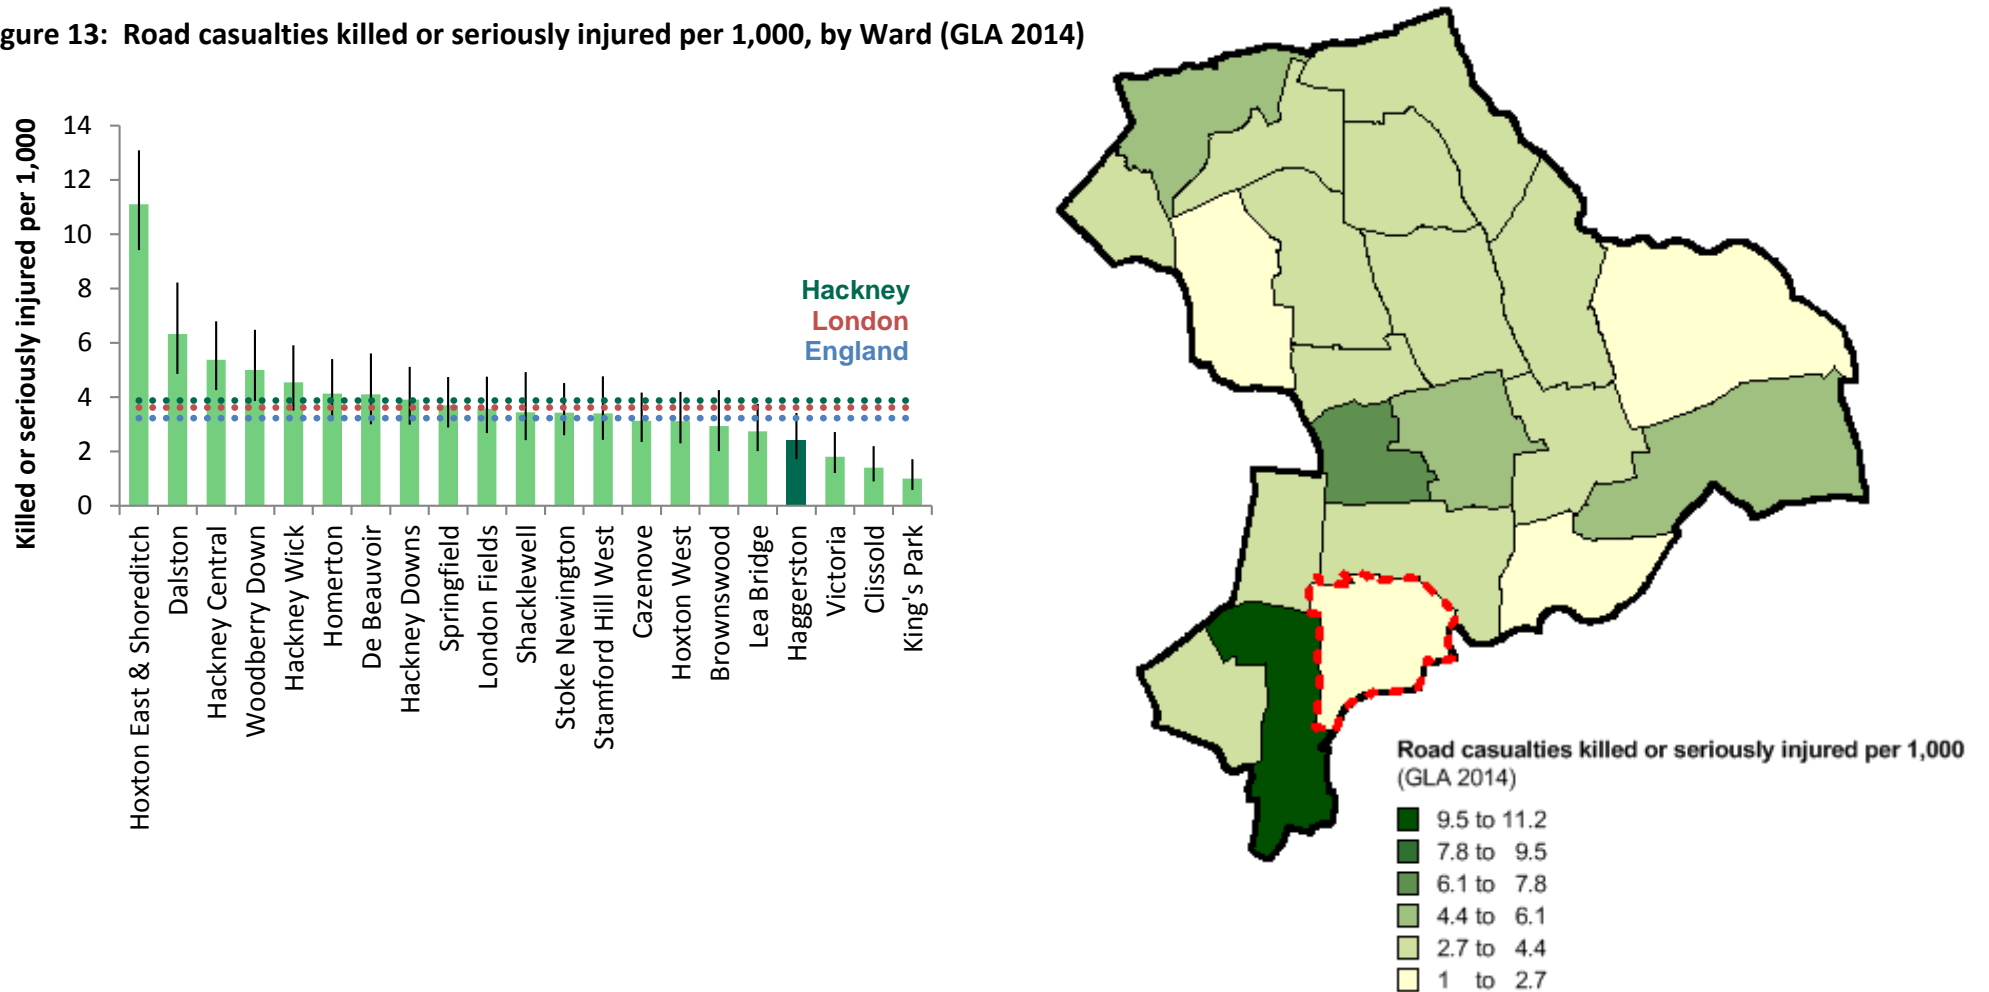 gure 13:  Road casualties killed or seriously injured per 1,000, by Ward (GLA 2014)
Killed or seriously injured per 1,000
14
12
10
8
6
4
2
0
Hackney
London
England
Hoxton East & Shoreditch
Dalston
Hackney Central
Woodberry Down
Hackney Wick
Homerton
De Beauvoir
Hackney Downs
Springfield
London Fields
Shacklewell
Stoke Newington
Stamford Hill West
Cazenove
Hoxton West
Brownswood
Lea Bridge
Haggerston
Victoria
Clissold
King's Park
Road casualties killed or seriously injured per 1,000
(GLA 2014)
9.5 to 11.2
7.8 to 9.5
6.1 to 7.8
4.4 to 6.1
2.7 to 4.4
1 to 2.7